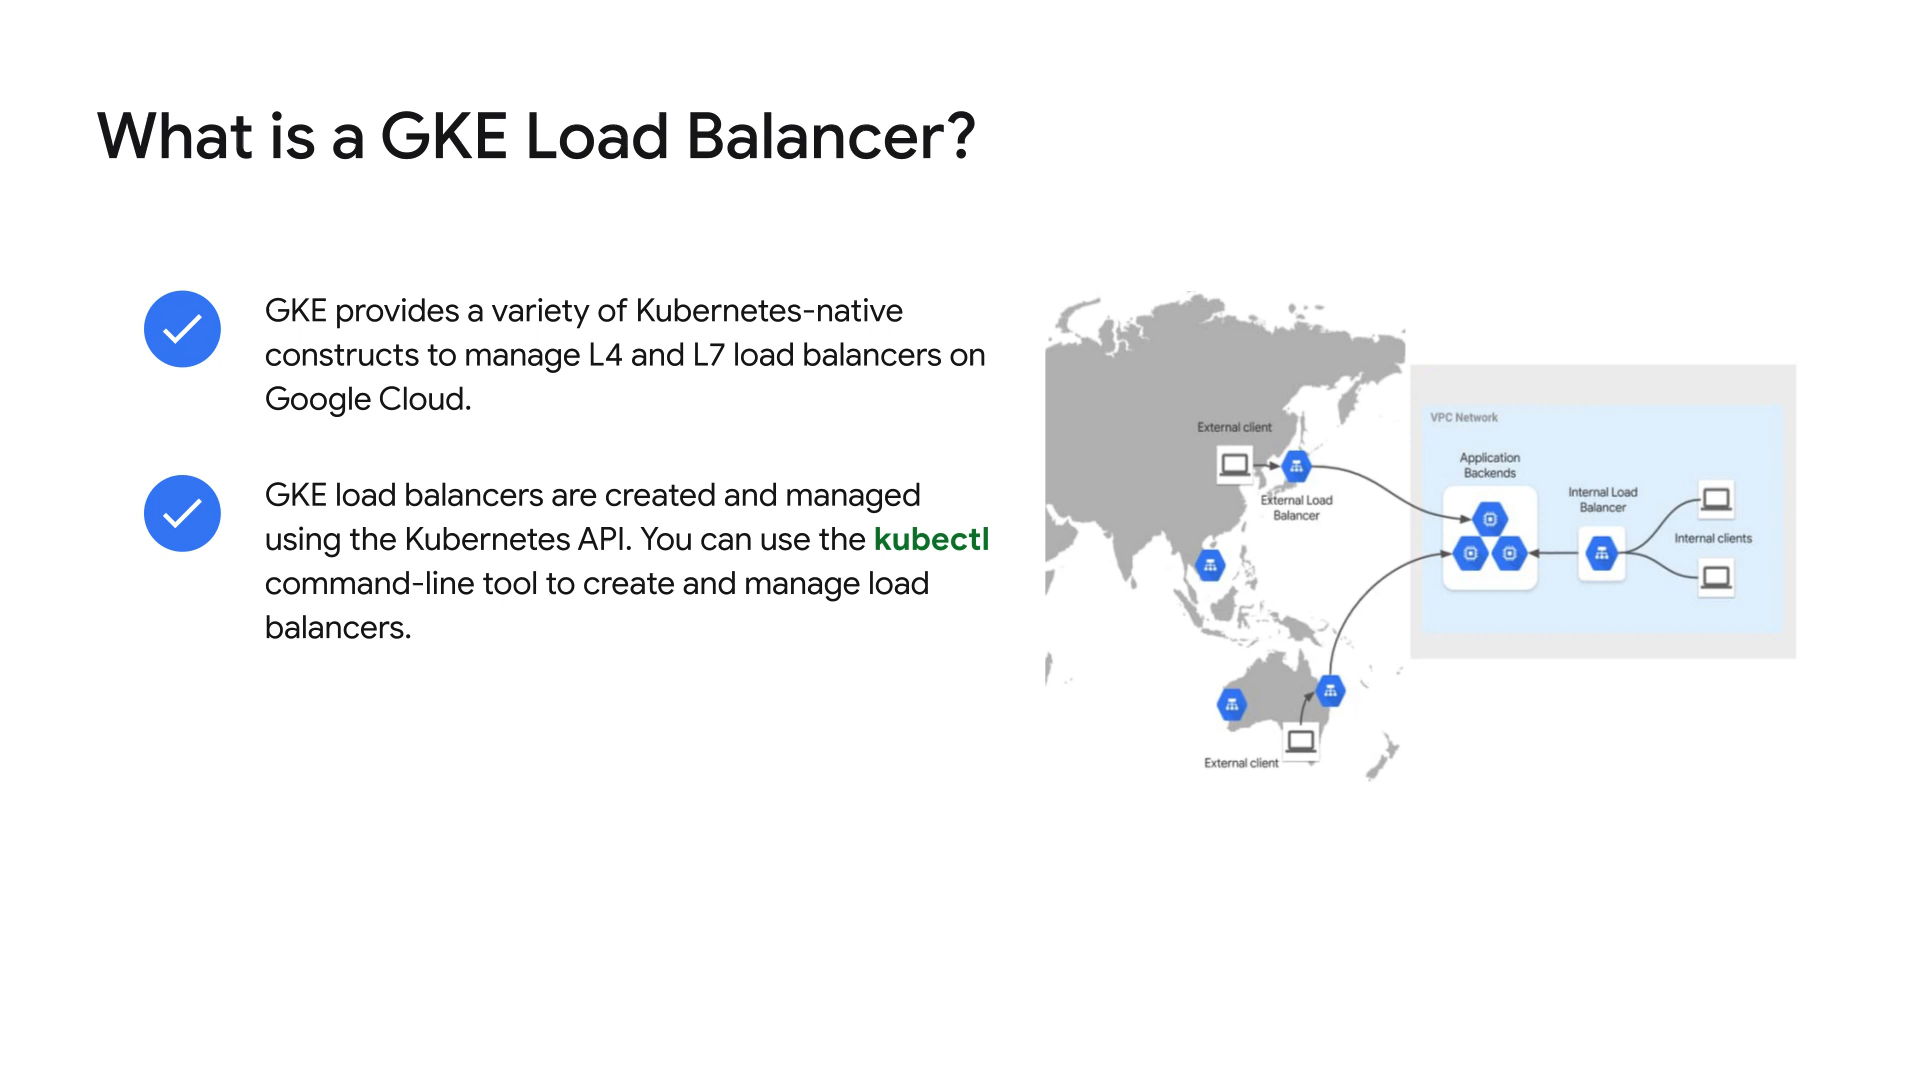 What is a GKE Load Balancer?
GKE provides a variety of Kubernetes-native
constructs to manage L4 and L7 load balancers on
Google Cloud.
GKE load balancers are created and managed
using the Kubernetes API. You can use the kubectl
command-line tool to create and manage load
balancers.
External client
External Load
Balancer
External client
VPC Network
Application
Backends
Internal Load
Balancer
Internal clients